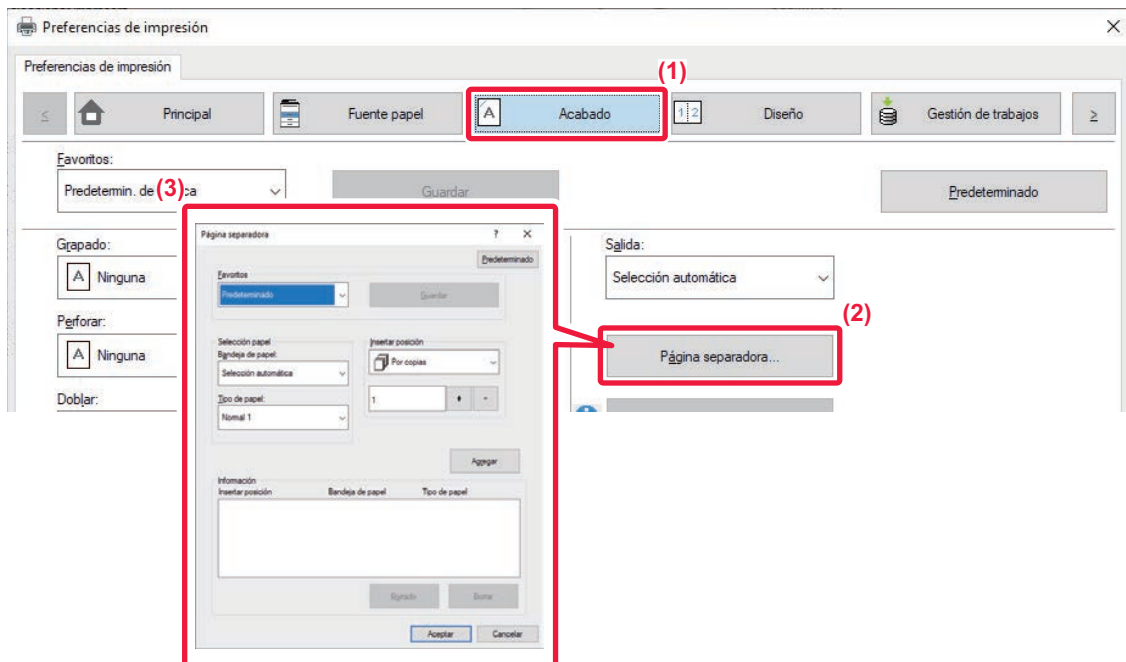 Preferencias de impresión
Preferencias de impresión
(1)
≤ Principal Fuente papel A Acabado 1 2 Diseño Gestión de trabajos ≥
Favoritos:
Predetermin. de (3) ca Guardar Predeterminado
Grapado:
A Ninguna
Perforar:
A Ninguna
Doblar:
Página separadora ? ×
Predeterminado
Favoritos
Predeterminado Guardar
Selección papel Insertar posición
Bandeja de papel:
Selección automática Por copias
Tipo de papel: 1 + -
Normal 1
Agregar
Información
Insertar posición Bandeja de papel Tipo de papel
Borrar
Aceptar Cancelar
Salida:
Selección automática
(2)
Página separadora...